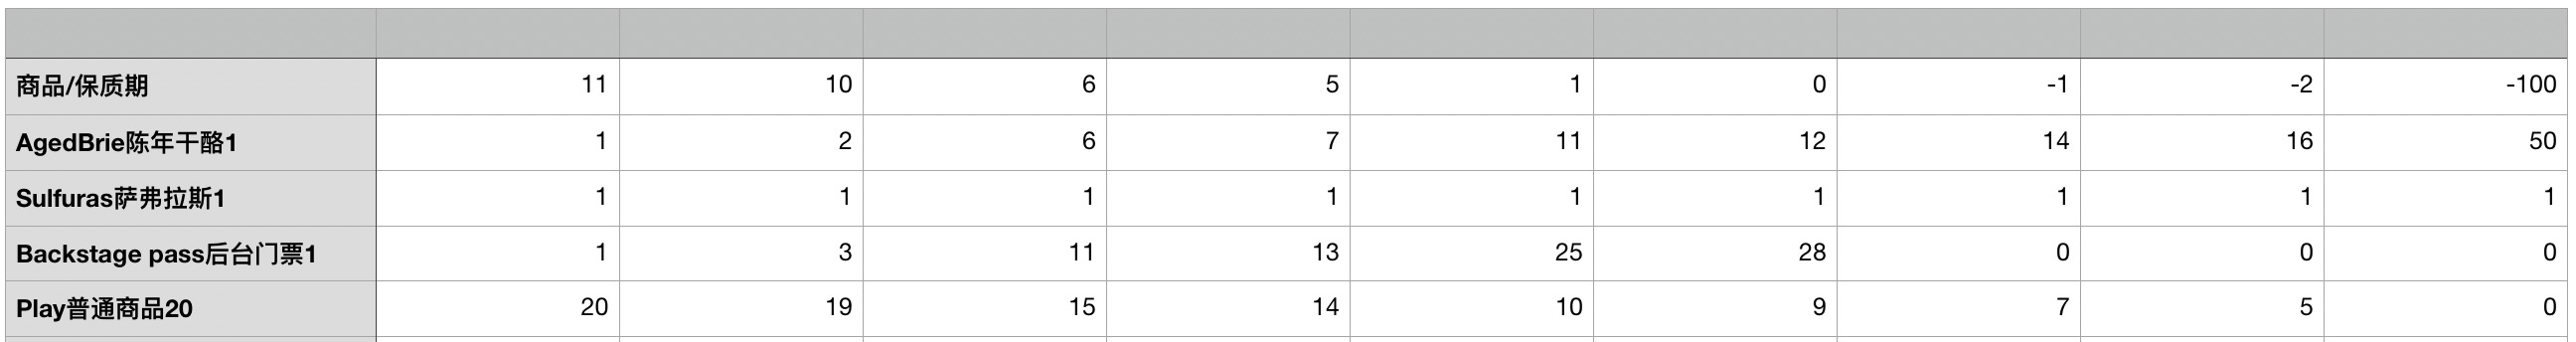 商品/保质期 11 10 6 5 1 0 -1 -2 -100
AgedBrie陈年干酪1 1 2 6 7 11 12 14 16 50
Sulfuras萨弗拉斯1 1 1 1 1 1 1 1 1 1
Backstage pass后台门票1 1 3 11 13 25 28 0 0 0
Play普通商品20 20 19 15 14 10 9 7 5 0